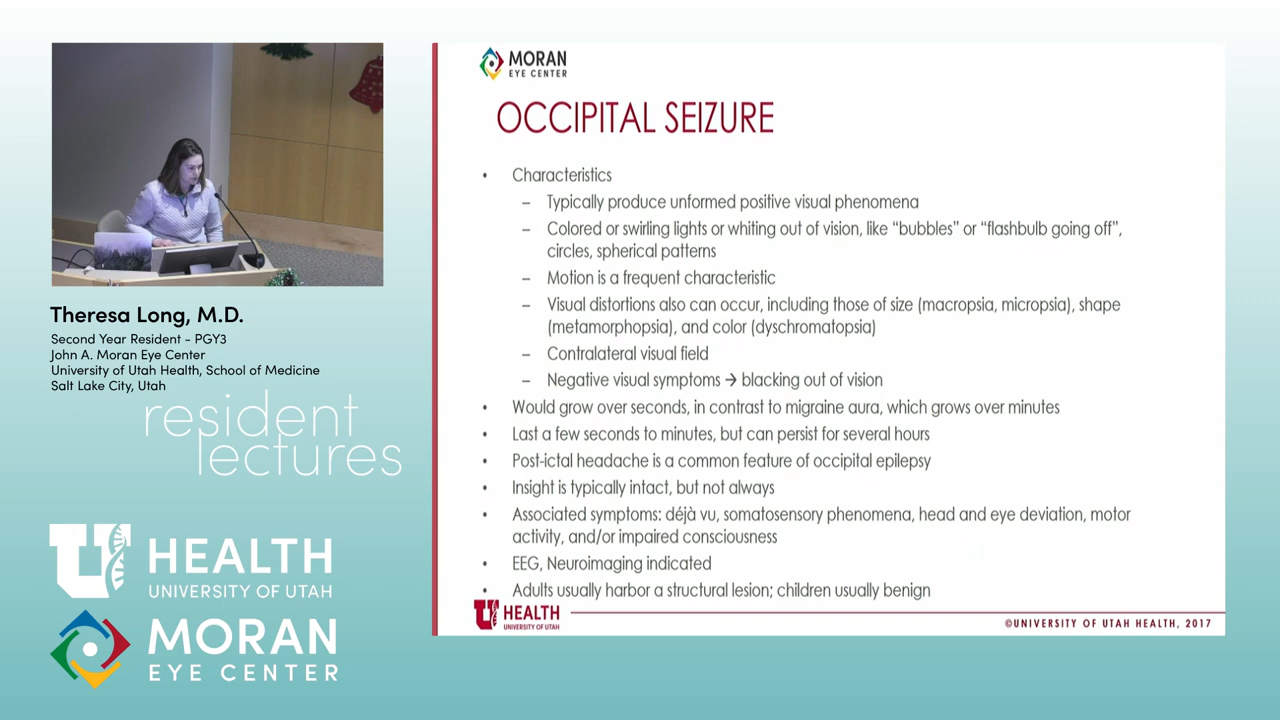 MORAN
EYE CENTER
OCCIPITAL SEIZURE
• Characteristics
– Typically produce unformed positive visual phenomena
– Colored or swirling lights or whiting out of vision, like “bubbles” or “flashbulb going off”,
circles, spherical patterns
– Motion is a frequent characteristic
– Visual distortions also can occur, including those of size (macropsia, micropsia), shape
(metamorphopsia), and color (dyschromatopsia)
– Contralateral visual field
– Negative visual symptoms → blacking out of vision
• Would grow over seconds, in contrast to migraine aura, which grows over minutes
• Last a few seconds to minutes, but can persist for several hours
• Post-ictal headache is a common feature of occipital epilepsy
• Insight is typically intact, but not always
• Associated symptoms: déjà vu, somatosensory phenomena, head and eye deviation, motor
activity, and/or impaired consciousness
• EEG, Neuroimaging indicated
• Adults usually harbor a structural lesion; children usually benign
U HEALTH
UNIVERSITY OF UTAH
©UNIVERSITY OF UTAH HEALTH, 2017
Theresa Long, M.D.
Second Year Resident - PGY3
John A. Moran Eye Center
University of Utah Health, School of Medicine
Salt Lake City, Utah
resident
lectures
U HEALTH
UNIVERSITY OF UTAH
MORAN
EYE CENTER